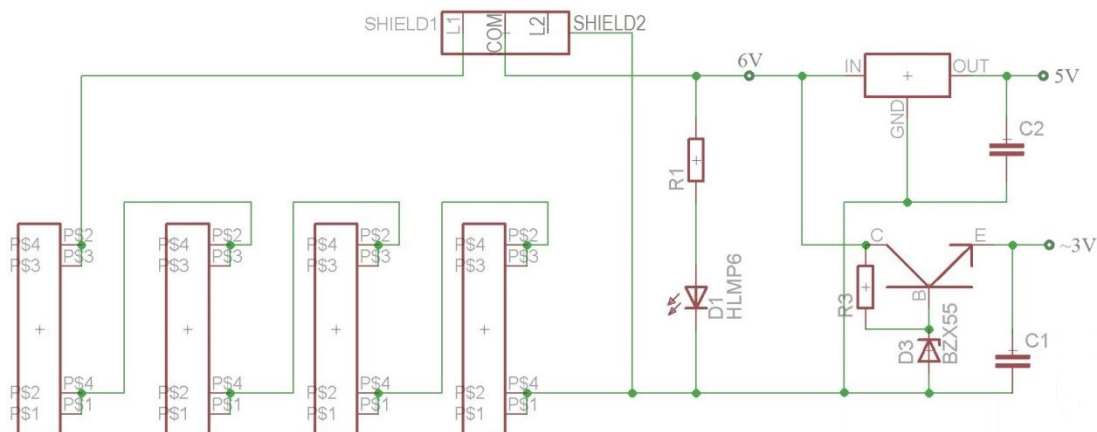 SHIELD1
L1
COM
L2
SHIELD2
6V
IN
OUT
GND
5V
C2
R1
D1
HLMP6
C
E
B
~3V
R3
D3
BZX55
C1
P$4 P$2
P$3 P$3
P$2 P$4
P$1 P$1
P$4 P$2
P$3 P$3
P$2 P$4
P$1 P$1
P$4 P$2
P$3 P$3
P$2 P$4
P$1 P$1
P$4 P$2
P$3 P$3
P$2 P$4
P$1 P$1